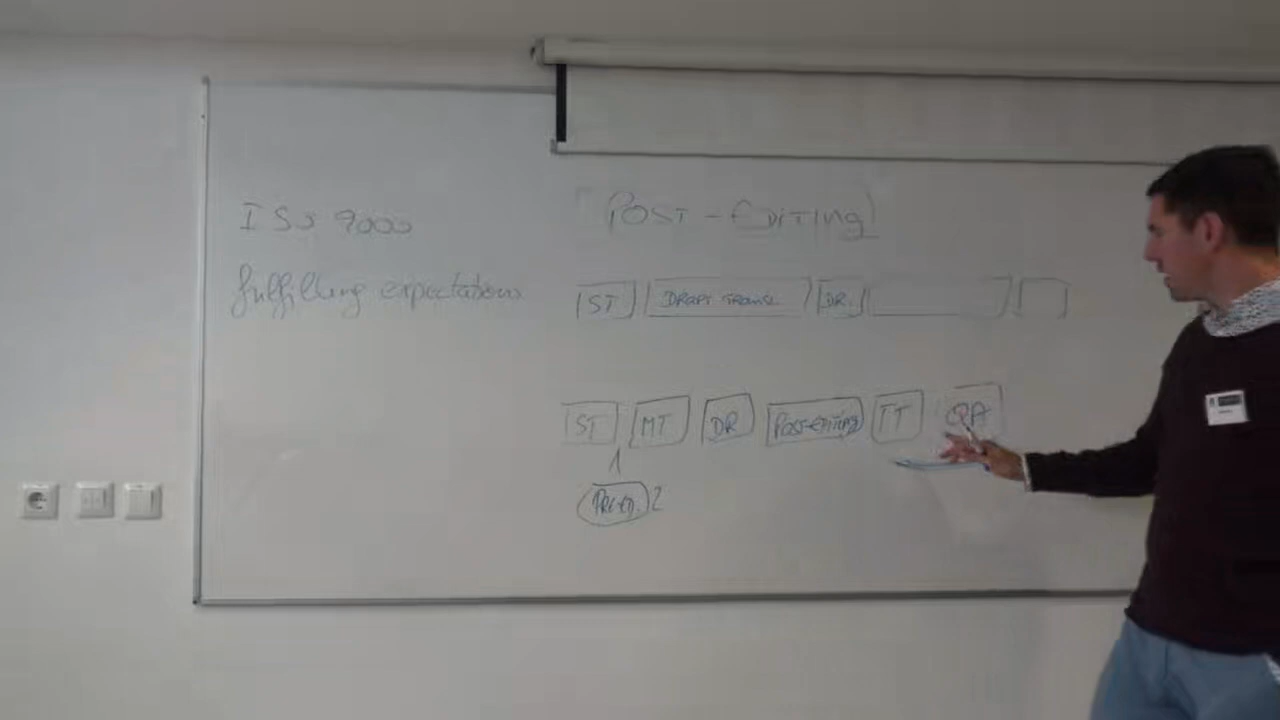 ISO 9000
fulfilling expectations
POST-EDITING
ST DRAFT TRANSL DR.
ST MT DR POST-EDITING TT QA
1
PRE-ED. 2